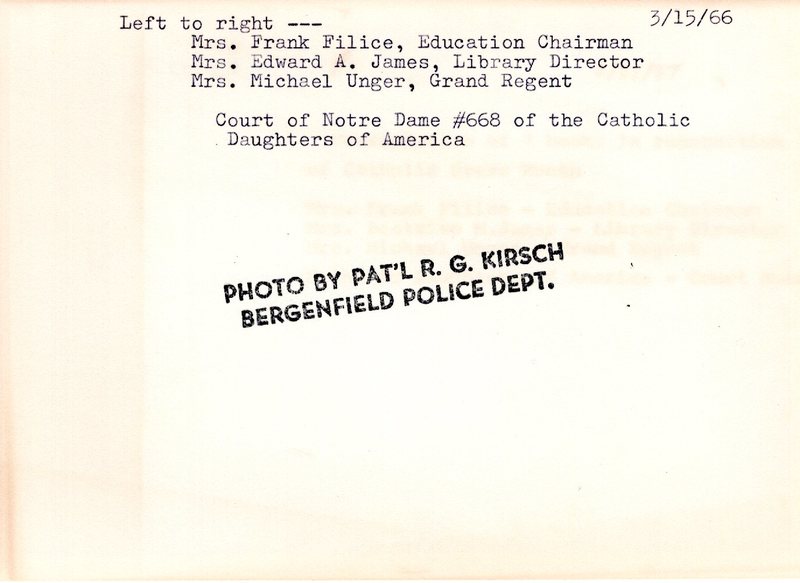 3/15/66
Left to right ---
Mrs. Frank Filice, Education Chairman
Mrs. Edward A. James, Library Director
Mrs. Michael Unger, Grand Regent
Court of Notre Dame #668 of the Catholic
Daughters of America
PHOTO BY PAT'L R. G. KIRSCH
BERGENFIELD POLICE DEPT.